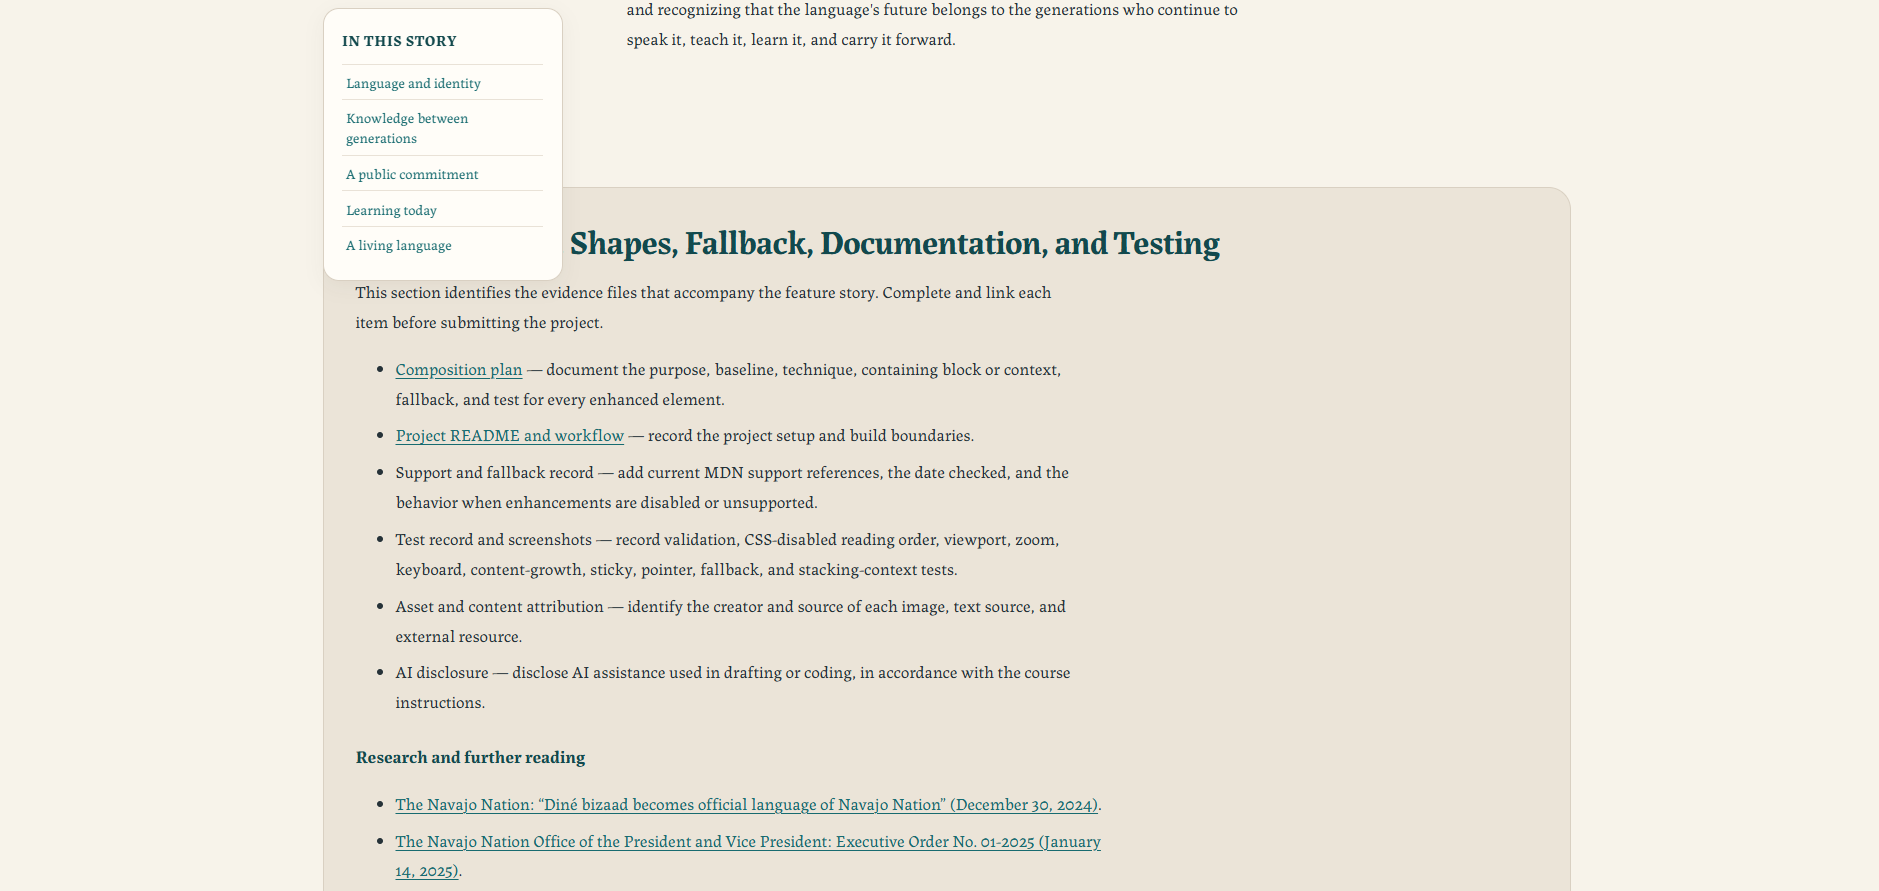 and recognizing that the language's future belongs to the generations who continue to
speak it, teach it, learn it, and carry it forward.
IN THIS STORY
Language and identity
Knowledge between
generations
A public commitment
Learning today
A living language
Shapes, Fallback, Documentation, and Testing
This section identifies the evidence files that accompany the feature story. Complete and link each
item before submitting the project.
• Composition plan — document the purpose, baseline, technique, containing block or context,
fallback, and test for every enhanced element.
• Project README and workflow — record the project setup and build boundaries.
• Support and fallback record — add current MDN support references, the date checked, and the
behavior when enhancements are disabled or unsupported.
• Test record and screenshots — record validation, CSS-disabled reading order, viewport, zoom,
keyboard, content-growth, sticky, pointer, fallback, and stacking-context tests.
• Asset and content attribution — identify the creator and source of each image, text source, and
external resource.
• AI disclosure — disclose AI assistance used in drafting or coding, in accordance with the course
instructions.
Research and further reading
• The Navajo Nation: “Diné bizaad becomes official language of Navajo Nation” (December 30, 2024).
• The Navajo Nation Office of the President and Vice President: Executive Order No. 01-2025 (January
14, 2025).